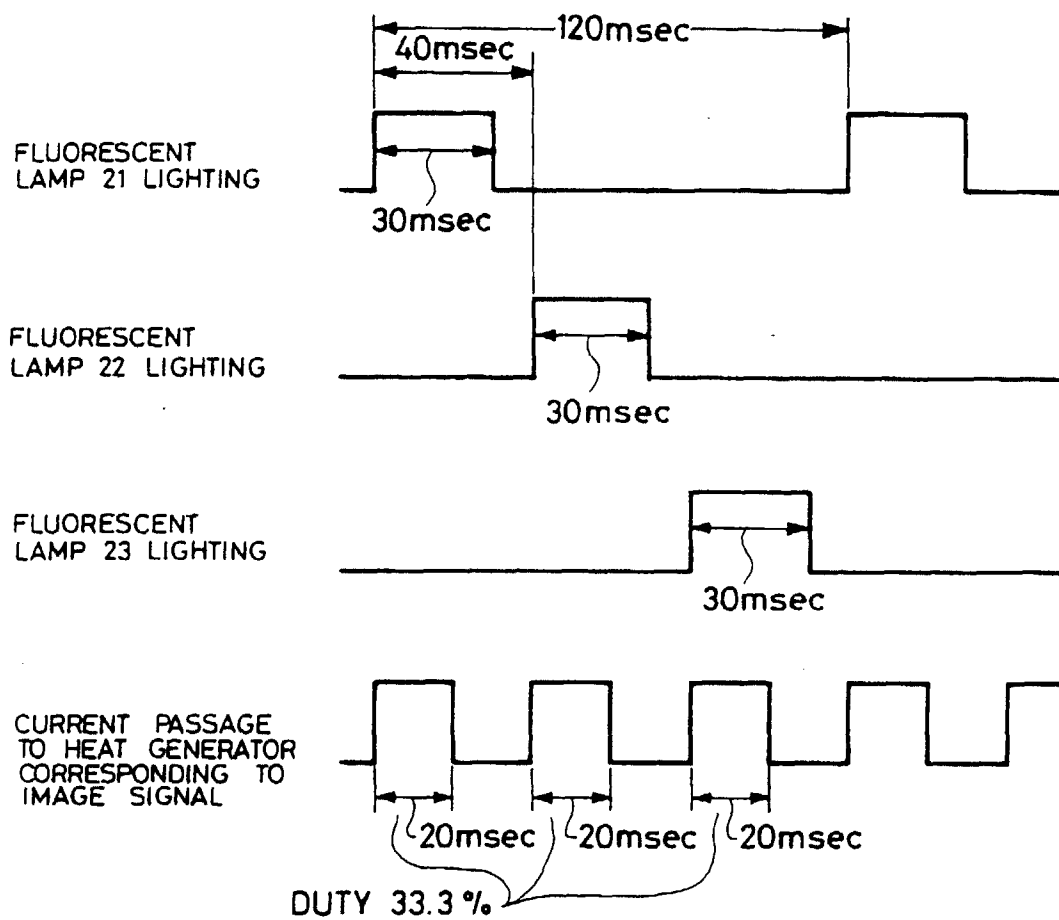 120msec
40msec
FLUORESCENT
LAMP 21 LIGHTING
30msec
FLUORESCENT
LAMP 22 LIGHTING
30msec
FLUORESCENT
LAMP 23 LIGHTING
30msec
CURRENT PASSAGE
TO HEAT GENERATOR
CORRESPONDING TO
IMAGE SIGNAL
20msec
20msec
20msec
DUTY 33.3%